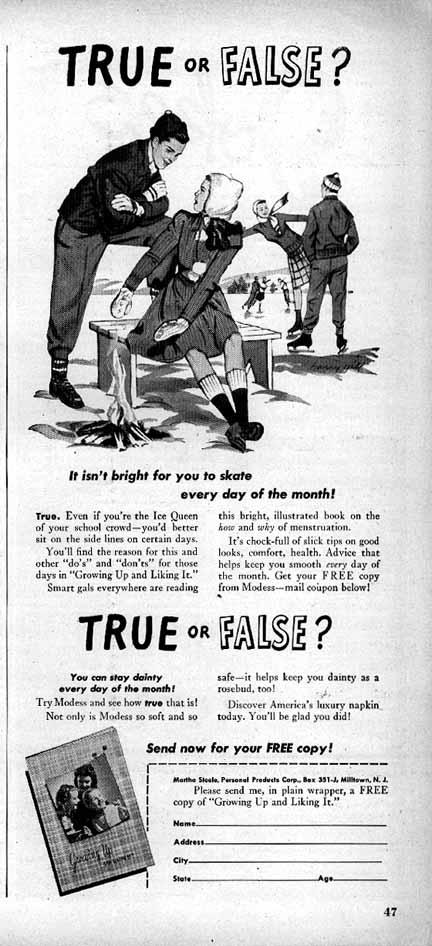 TRUE OR FALSE?
It isn't bright for you to skate
every day of the month!
True. Even if you're the Ice Queen
of your school crowd—you'd better
sit on the side lines on certain days.
You'll find the reason for this and
other "do's" and "don'ts" for those
days in "Growing Up and Liking It."
Smart gals everywhere are reading
this bright, illustrated book on the
how and why of menstruation.
It's chock-full of slick tips on good
looks, comfort, health. Advice that
helps keep you smooth every day of
the month. Get your FREE copy
from Modess—mail coupon below!
TRUE OR FALSE?
You can stay dainty
every day of the month!
Try Modess and see how true that is!
Not only is Modess so soft and so
safe—it helps keep you dainty as a
rosebud, too!
Discover America's luxury napkin
today. You'll be glad you did!
Send now for your FREE copy!
Growing Up
Martha Steele, Personal Products Corp., Box 351-J, Milltown, N. J.
Please send me, in plain wrapper, a FREE
copy of "Growing Up and Liking It."
Name
Address
City
State Age
47